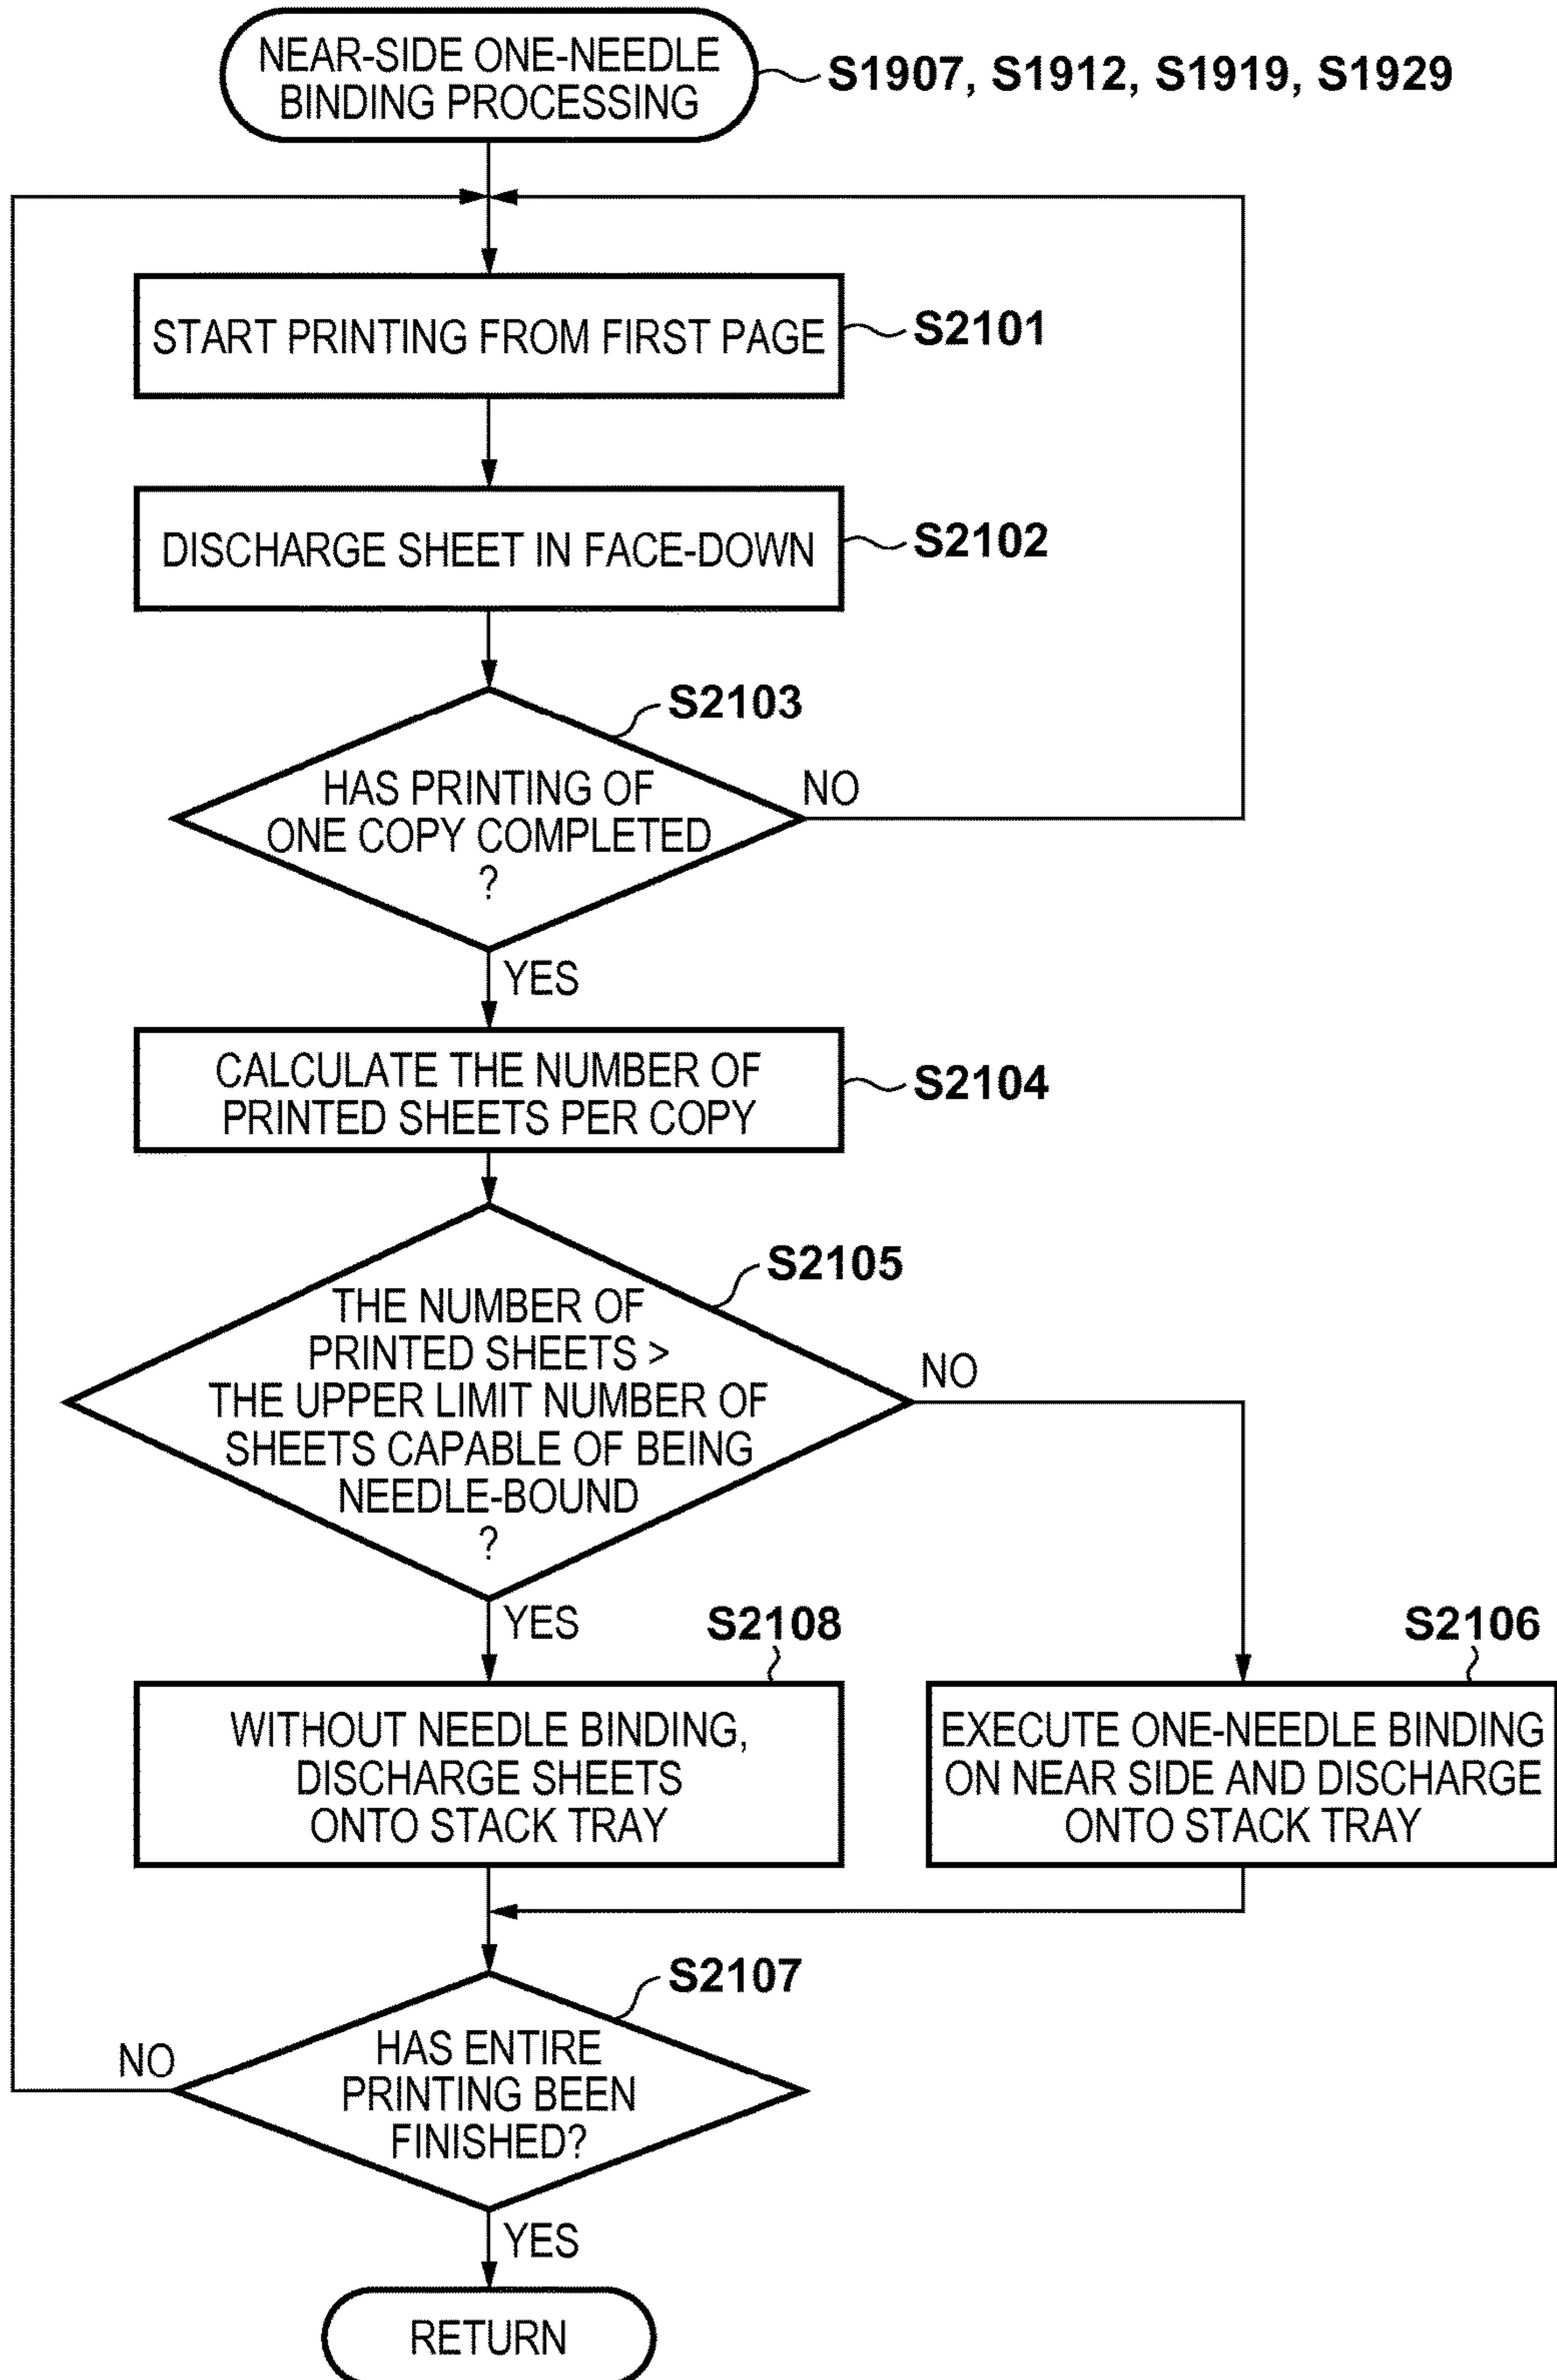 NEAR-SIDE ONE-NEEDLE
BINDING PROCESSING
S1907, S1912, S1919, S1929
START PRINTING FROM FIRST PAGE
S2101
DISCHARGE SHEET IN FACE-DOWN
S2102
S2103
HAS PRINTING OF
ONE COPY COMPLETED
?
NO
YES
CALCULATE THE NUMBER OF
PRINTED SHEETS PER COPY
S2104
S2105
THE NUMBER OF
PRINTED SHEETS >
THE UPPER LIMIT NUMBER OF
SHEETS CAPABLE OF BEING
NEEDLE-BOUND
?
NO
YES
S2108
S2106
WITHOUT NEEDLE BINDING,
DISCHARGE SHEETS
ONTO STACK TRAY
EXECUTE ONE-NEEDLE BINDING
ON NEAR SIDE AND DISCHARGE
ONTO STACK TRAY
S2107
HAS ENTIRE
PRINTING BEEN
FINISHED?
NO
YES
RETURN